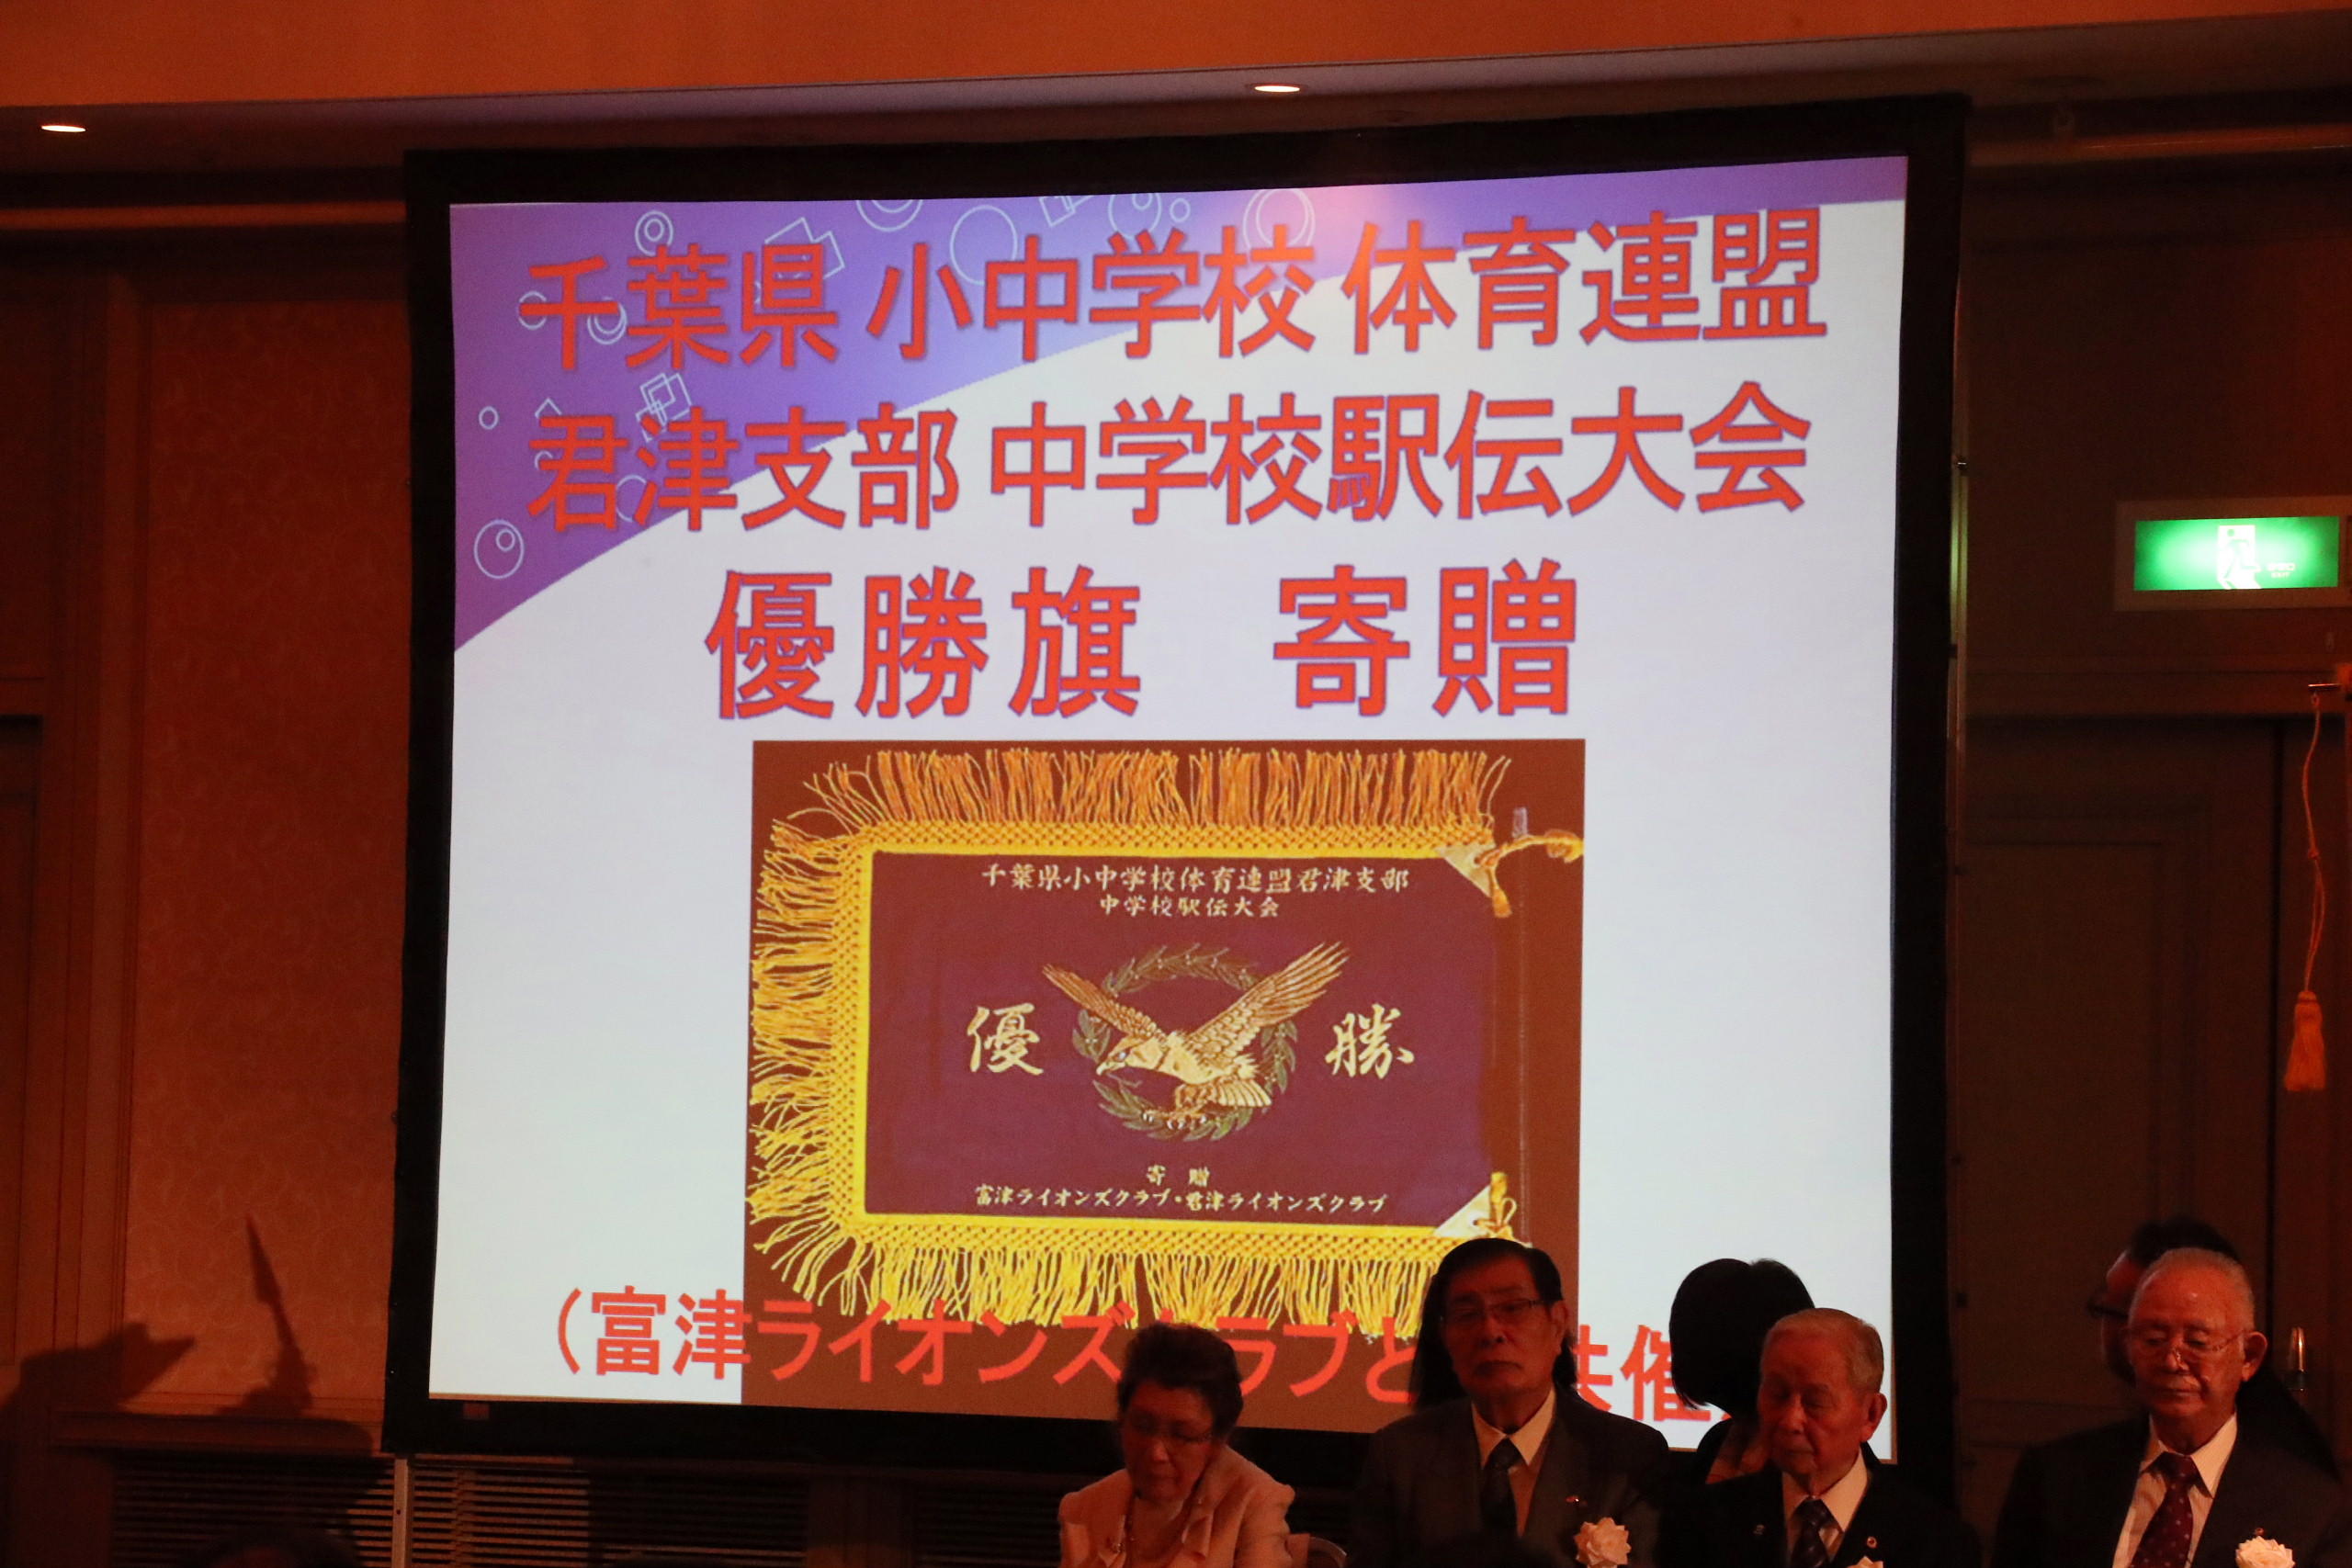 千葉県 小中学校 体育連盟
君津支部 中学校駅伝大会
優勝旗 寄贈
千葉県小中学校体育連盟君津支部
中学校駅伝大会
優 勝
寄 贈
富津ライオンズクラブ・君津ライオンズクラブ
(富津ライオンズクラブと 共催